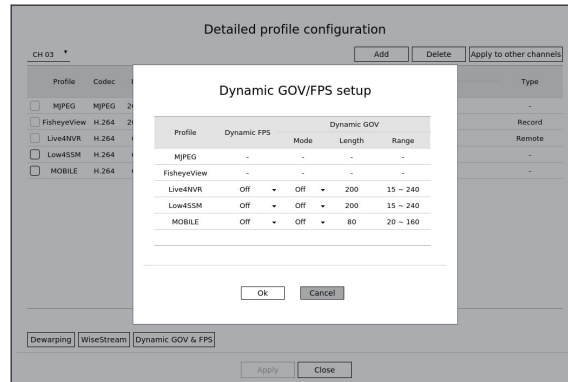 Detailed profile configuration
CH 03
Add Delete Apply to other channels
Profile Codec Type
MJPEG MJPEG -
FisheyeView H.264 Record
Live4NVR H.264 Remote
Low4SSM H.264 -
MOBILE H.264 -
Dynamic GOV/FPS setup
Profile Dynamic FPS Dynamic GOV
Mode Length Range
MJPEG - - - -
FisheyeView - - - -
Live4NVR Off Off 200 15 ~ 240
Low4SSM Off Off 200 15 ~ 240
MOBILE Off Off 80 20 ~ 160
Ok Cancel
Dewarping WiseStream Dynamic GOV & FPS
Apply Close